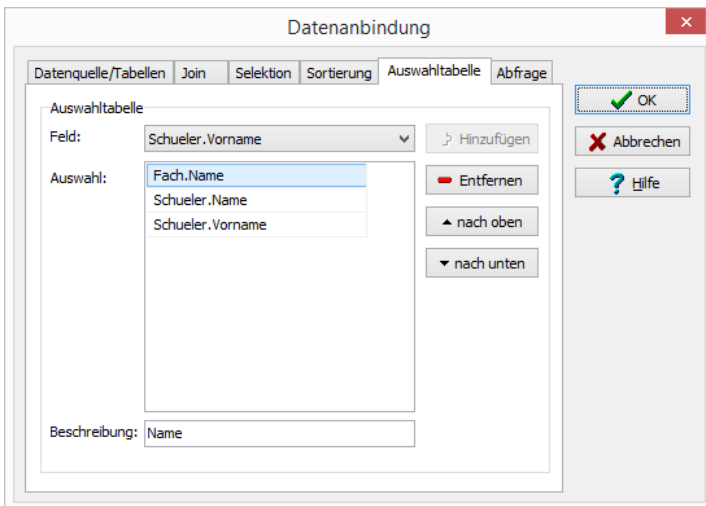 Datenanbindung
Datenquelle/Tabellen Join Selektion Sortierung Auswahltabelle Abfrage
Auswahltabelle
Feld: Schueler.Vorname Hinzufügen
Auswahl: Fach.Name Entfernen
Schueler.Name
Schueler.Vorname nach oben
nach unten
Beschreibung: Name
OK
Abbrechen
Hilfe